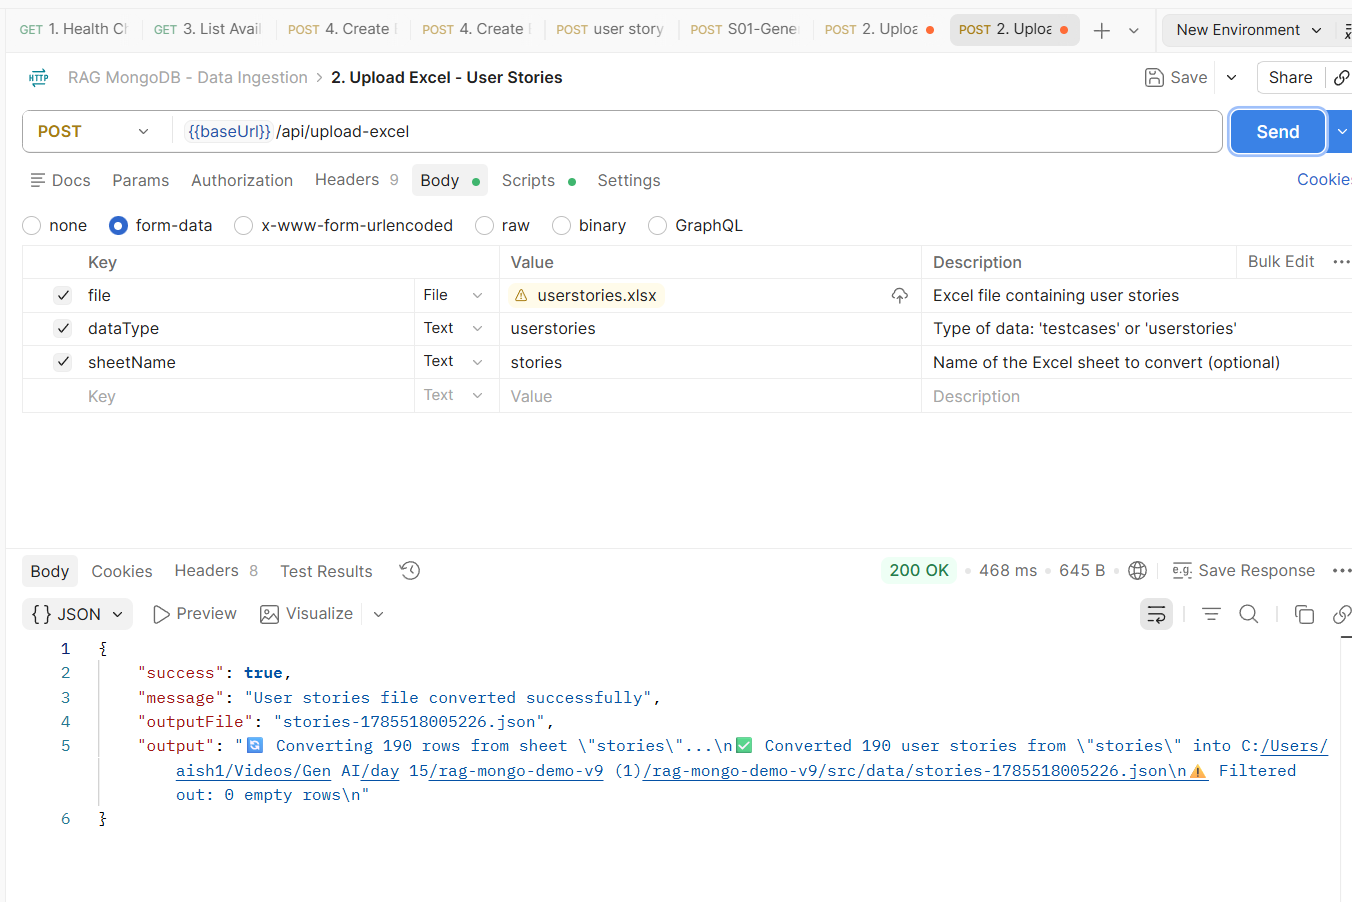 GET 1. Health Ch GET 3. List Avail POST 4. Create POST 4. Create POST user story POST S01-Gene POST 2. Uploa POST 2. Uploa New Environment
HTTP RAG MongoDB - Data Ingestion > 2. Upload Excel - User Stories Save Share
POST {{baseUrl}} /api/upload-excel Send
Docs Params Authorization Headers 9 Body Scripts Settings Cookies
none form-data x-www-form-urlencoded raw binary GraphQL
Key Value Description Bulk Edit
file File userstories.xlsx Excel file containing user stories
dataType Text userstories Type of data: 'testcases' or 'userstories'
sheetName Text stories Name of the Excel sheet to convert (optional)
Key Text Value Description
Body Cookies Headers 8 Test Results 200 OK 468 ms 645 B e.g. Save Response
{} JSON Preview Visualize
1 {
2 "success": true,
3 "message": "User stories file converted successfully",
4 "outputFile": "stories-1785518005226.json",
5 "output": "🔄 Converting 190 rows from sheet \"stories\"...\n✅ Converted 190 user stories from \"stories\" into C:/Users/
aish1/Videos/Gen AI/day 15/rag-mongo-demo-v9 (1)/rag-mongo-demo-v9/src/data/stories-1785518005226.json\n⚠️ Filtered
out: 0 empty rows\n"
6 }